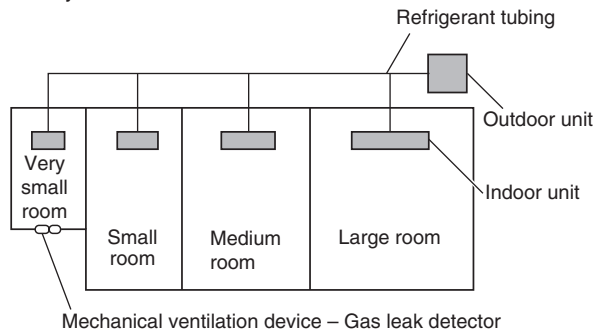 Refrigerant tubing
Outdoor unit
Indoor unit
Very
small
room
Small
room
Medium
room
Large room
Mechanical ventilation device – Gas leak detector